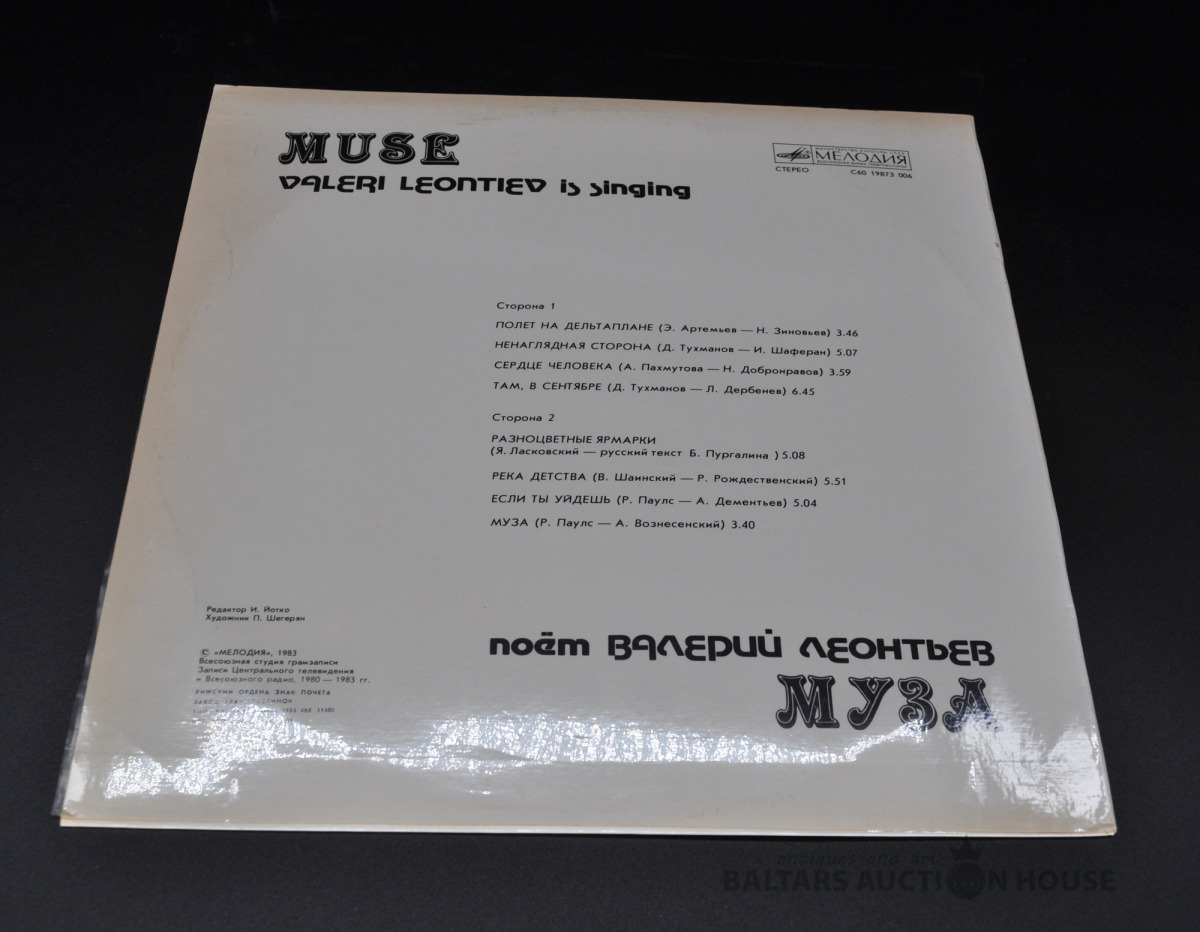 MUSE
VALERI LEONTIEV is singing
МЕЛОДИЯ
СТЕРЕО С60 19873 006
Сторона 1
ПОЛЕТ НА ДЕЛЬТАПЛАНЕ (Э. Артемьев — Н. Зиновьев) 3.46
НЕНАГЛЯДНАЯ СТОРОНА (Д. Тухманов — И. Шаферан) 5.07
СЕРДЦЕ ЧЕЛОВЕКА (А. Пахмутова — Н. Добронравов) 3.59
ТАМ, В СЕНТЯБРЕ (Д. Тухманов — Л. Дербенев) 6.45
Сторона 2
РАЗНОЦВЕТНЫЕ ЯРМАРКИ
(Я. Ласковский — русский текст Б. Пургалина ) 5.08
РЕКА ДЕТСТВА (В. Шаинский — Р. Рождественский) 5.51
ЕСЛИ ТЫ УЙДЕШЬ (Р. Паулс — А. Дементьев) 5.04
МУЗА (Р. Паулс — А. Вознесенский) 3.40
Редактор И. Йотко
Художник П. Шегерян
© «МЕЛОДИЯ», 1983
Всесоюзная студия грамзаписи
Записи Центрального телевидения
и Всесоюзного радио, 1980 — 1983 гг.
РИЖСКИЙ ОРДЕНА ЗНАК ПОЧЕТА
ЗАВОД ГРАМПЛАСТИНОК
поёт ВАЛЕРИЙ ЛЕОНТЬЕВ
МУЗА
antiques and art
BALTARS AUCTION HOUSE